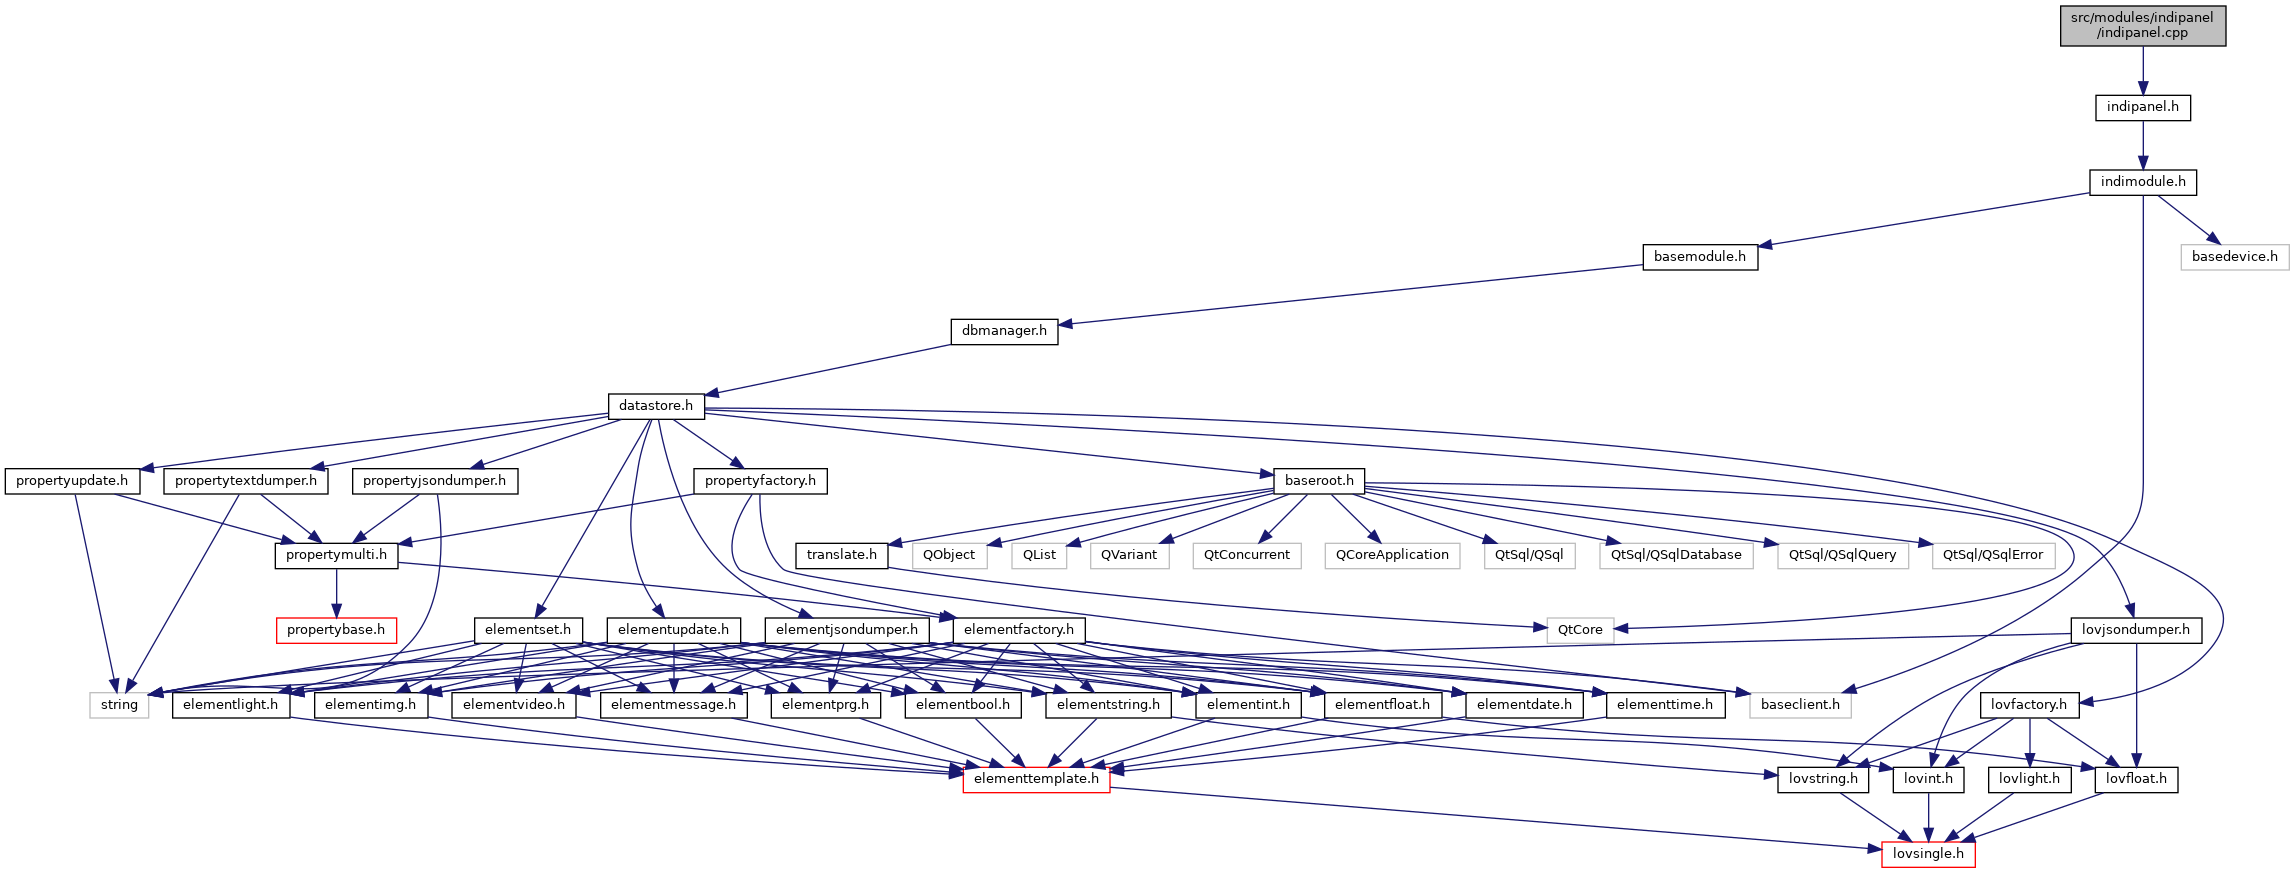 src/modules/indipanel
/indipanel.cpp
indipanel.h
indimodule.h
basemodule.h
basedevice.h
dbmanager.h
datastore.h
propertyupdate.h
propertytextdumper.h
propertyjsondumper.h
propertyfactory.h
baseroot.h
propertymulti.h
translate.h
QObject
QList
QVariant
QtConcurrent
QCoreApplication
QtSql/QSql
QtSql/QSqlDatabase
QtSql/QSqlQuery
QtSql/QSqlError
propertybase.h
elementset.h
elementupdate.h
elementjsondumper.h
elementfactory.h
QtCore
lovjsondumper.h
string
elementlight.h
elementimg.h
elementvideo.h
elementmessage.h
elementprg.h
elementbool.h
elementstring.h
elementint.h
elementfloat.h
elementdate.h
elementtime.h
baseclient.h
lovfactory.h
elementtemplate.h
lovstring.h
lovint.h
lovlight.h
lovfloat.h
lovsingle.h